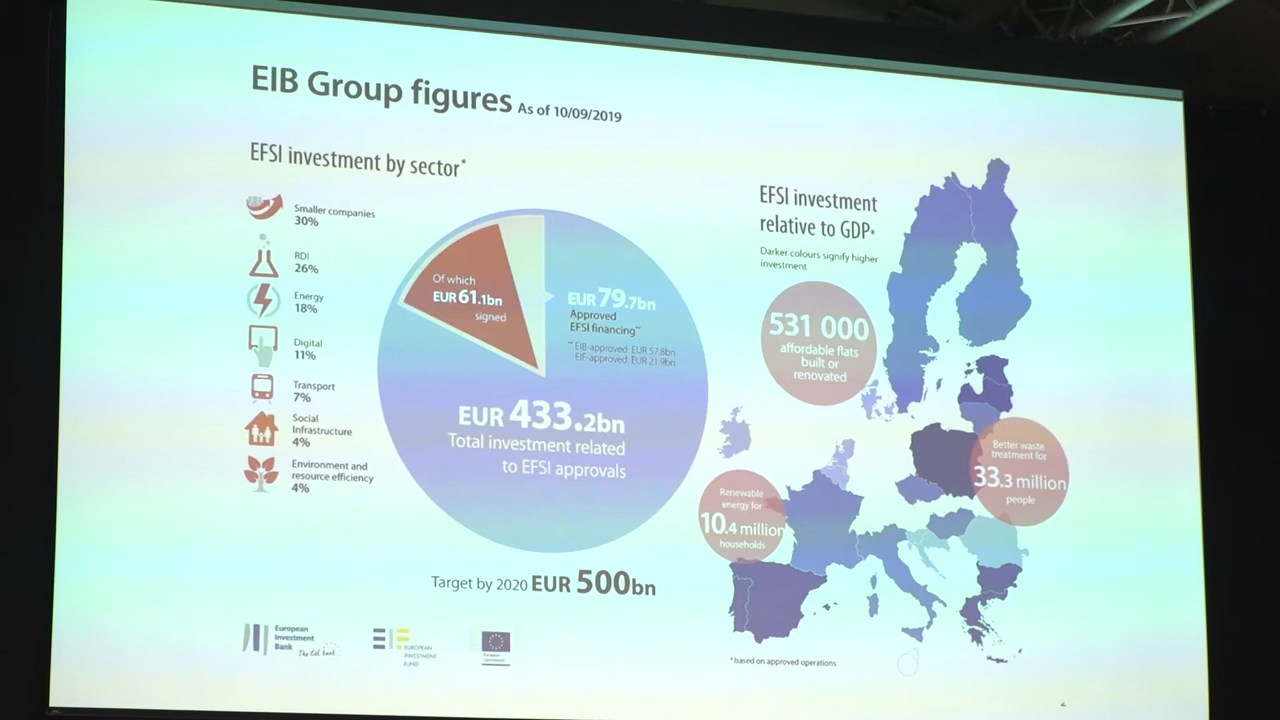 EIB Group figures As of 10/09/2019
EFSI investment by sector*
Smaller companies
30%
RDI
26%
Energy
18%
Digital
11%
Transport
7%
Social
Infrastructure
4%
Environment and
resource efficiency
4%
Of which
EUR 61.1bn
signed
EUR 79.7bn
Approved
EFSI financing**
** EIB-approved: EUR 57.8bn
EIF-approved: EUR 21.9bn
EUR 433.2bn
Total investment related
to EFSI approvals
Target by 2020 EUR 500bn
EFSI investment
relative to GDP*
Darker colours signify higher
investment
531 000
affordable flats
built or
renovated
Better waste
treatment for
33.3 million
people
Renewable
energy for
10.4 million
households
* based on approved operations
European
Investment
Bank
The EU bank
EIF
EUROPEAN
INVESTMENT
FUND
European
Commission